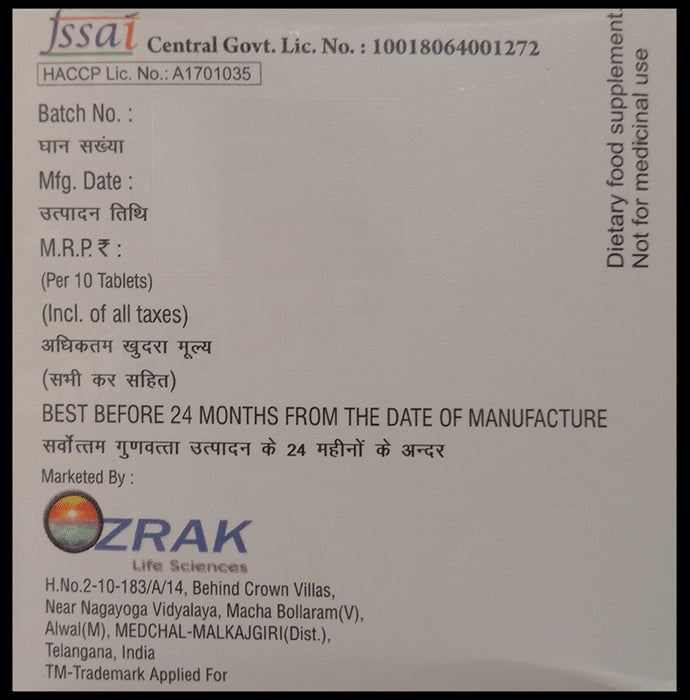 fssai Central Govt. Lic. No. : 10018064001272
HACCP Lic. No.: A1701035
Batch No. :
घान सख्ंया
Mfg. Date :
उत्पादन तिथि
M.R.P. ₹ :
(Per 10 Tablets)
(Incl. of all taxes)
अधिकतम खुदरा मूल्य
(सभी कर सहित)
BEST BEFORE 24 MONTHS FROM THE DATE OF MANUFACTURE
सर्वोत्तम गुणवत्ता उत्पादन के 24 महीनों के अन्दर
Marketed By :
OZRAK
Life Sciences
H.No.2-10-183/A/14, Behind Crown Villas,
Near Nagayoga Vidyalaya, Macha Bollaram(V),
Alwal(M), MEDCHAL-MALKAJGIRI(Dist.),
Telangana, India
TM-Trademark Applied For
Dietary food supplement.
Not for medicinal use